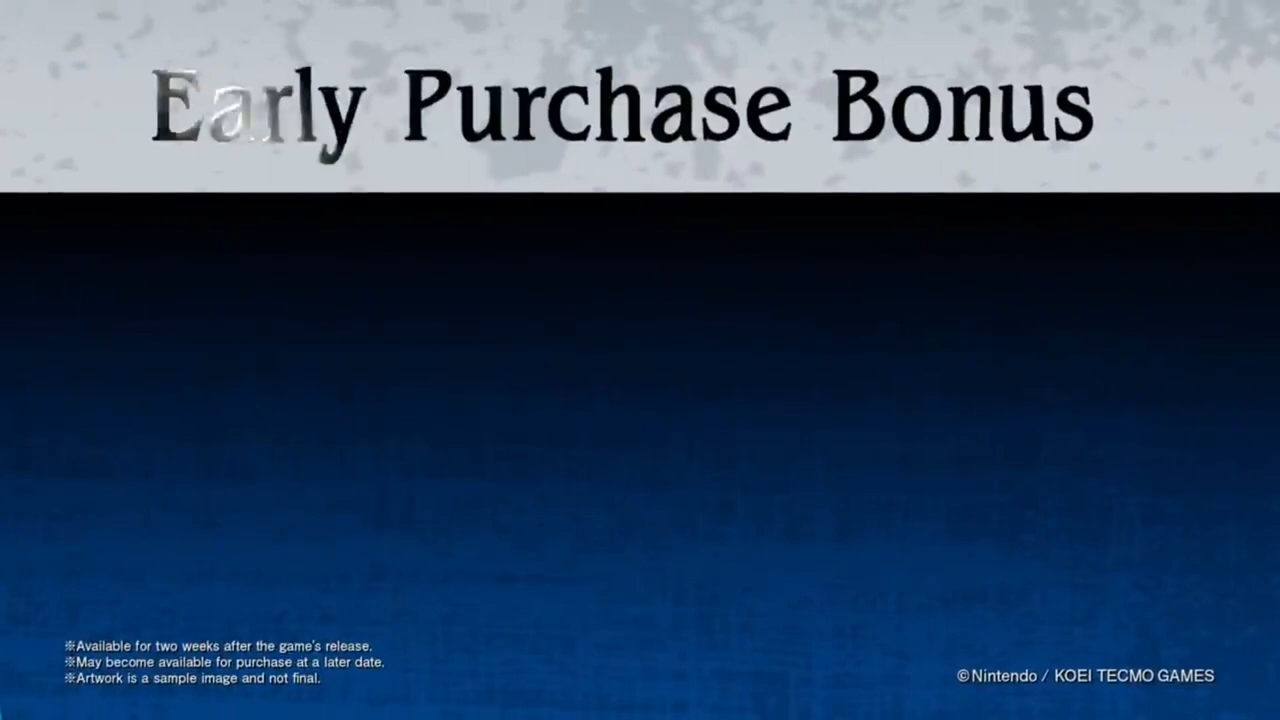 Early Purchase Bonus
※Available for two weeks after the game's release.
※May become available for purchase at a later date.
※Artwork is a sample image and not final.
©Nintendo / KOEI TECMO GAMES